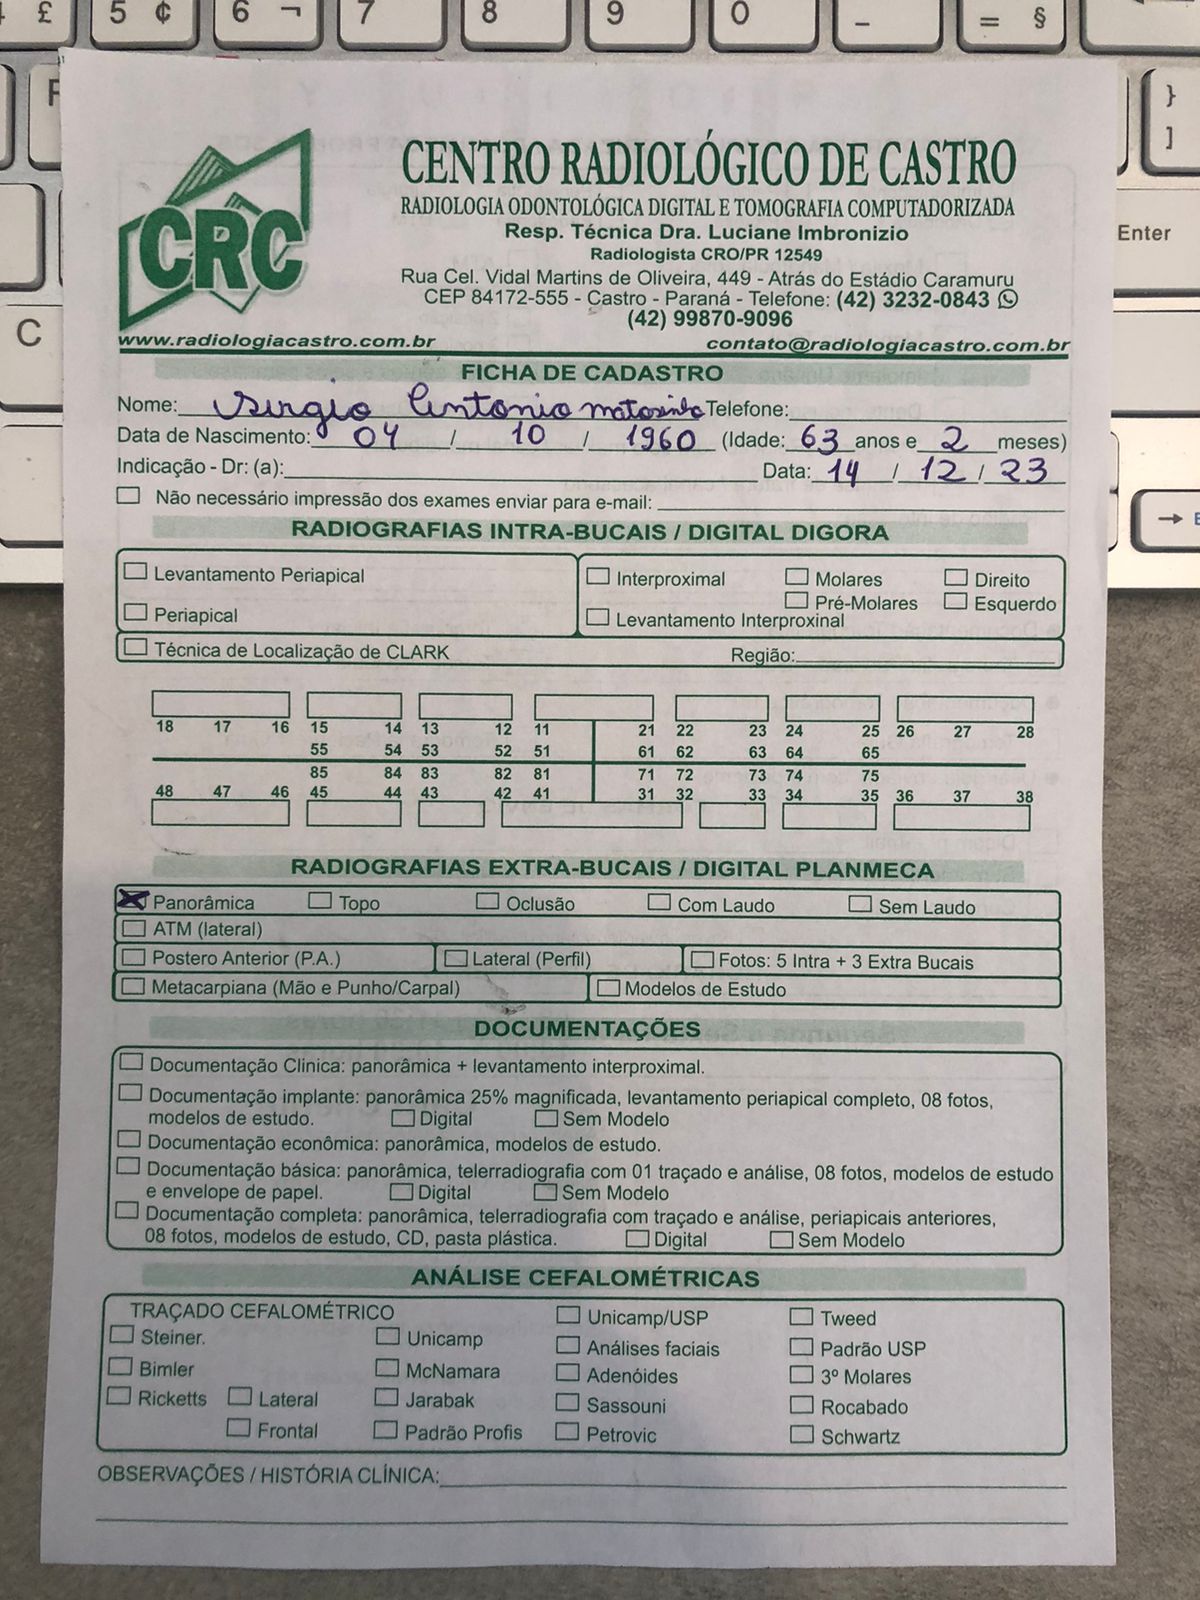 £ 5 ¢ 6 ¬ 7 8 9 0 _ = §
F } ]
Enter
C
CRC
CENTRO RADIOLÓGICO DE CASTRO
RADIOLOGIA ODONTOLÓGICA DIGITAL E TOMOGRAFIA COMPUTADORIZADA
Resp. Técnica Dra. Luciane Imbronizio
Radiologista CRO/PR 12549
Rua Cel. Vidal Martins de Oliveira, 449 - Atrás do Estádio Caramuru
CEP 84172-555 - Castro - Paraná - Telefone: (42) 3232-0843
(42) 99870-9096
www.radiologiacastro.com.br contato@radiologiacastro.com.br
FICHA DE CADASTRO
Nome: Sirgio Antonio matosinho Telefone:
Data de Nascimento: 04 / 10 / 1960 (Idade: 63 anos e 2 meses)
Indicação - Dr: (a): Data: 14 / 12 / 23
Não necessário impressão dos exames enviar para e-mail:
RADIOGRAFIAS INTRA-BUCAIS / DIGITAL DIGORA
Levantamento Periapical Interproximal Molares Direito
Periapical Pré-Molares Esquerdo
Levantamento Interproxinal
Técnica de Localização de CLARK Região:
18 17 16 15 14 13 12 11 21 22 23 24 25 26 27 28
55 54 53 52 51 61 62 63 64 65
85 84 83 82 81 71 72 73 74 75
48 47 46 45 44 43 42 41 31 32 33 34 35 36 37 38
RADIOGRAFIAS EXTRA-BUCAIS / DIGITAL PLANMECA
X Panorâmica Topo Oclusão Com Laudo Sem Laudo
ATM (lateral)
Postero Anterior (P.A.) Lateral (Perfil) Fotos: 5 Intra + 3 Extra Bucais
Metacarpiana (Mão e Punho/Carpal) Modelos de Estudo
DOCUMENTAÇÕES
Documentação Clinica: panorâmica + levantamento interproximal.
Documentação implante: panorâmica 25% magnificada, levantamento periapical completo, 08 fotos,
modelos de estudo. Digital Sem Modelo
Documentação econômica: panorâmica, modelos de estudo.
Documentação básica: panorâmica, telerradiografia com 01 traçado e análise, 08 fotos, modelos de estudo
e envelope de papel. Digital Sem Modelo
Documentação completa: panorâmica, telerradiografia com traçado e análise, periapicais anteriores,
08 fotos, modelos de estudo, CD, pasta plástica. Digital Sem Modelo
ANÁLISE CEFALOMÉTRICAS
TRAÇADO CEFALOMÉTRICO Unicamp/USP Tweed
Steiner. Unicamp Análises faciais Padrão USP
Bimler McNamara Adenóides 3º Molares
Ricketts Lateral Jarabak Sassouni Rocabado
Frontal Padrão Profis Petrovic Schwartz
OBSERVAÇÕES / HISTÓRIA CLÍNICA: